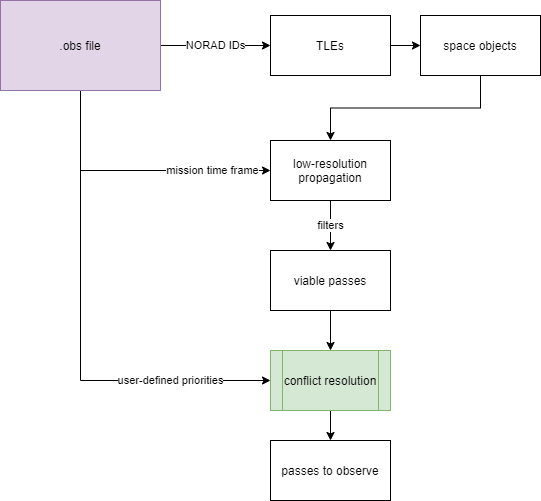 .obs file
NORAD IDs
TLEs
space objects
mission time frame
low-resolution
propagation
filters
viable passes
user-defined priorities
conflict resolution
passes to observe